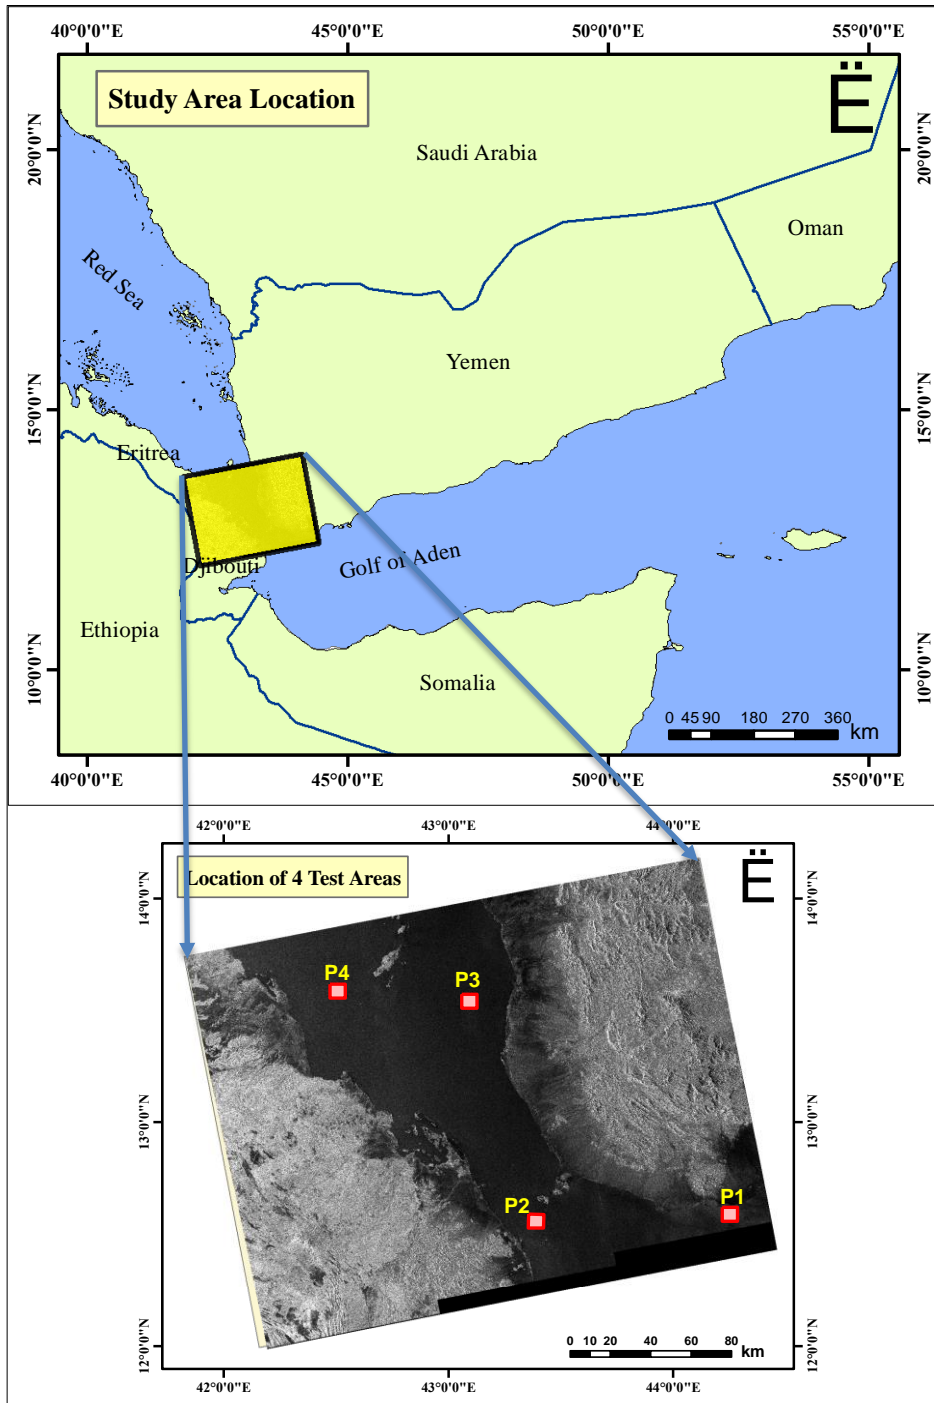 40°0'0"E 45°0'0"E 50°0'0"E 55°0'0"E
Study Area Location
Ë
20°0'0"N 20°0'0"N
Saudi Arabia
Oman
Red Sea
Yemen
15°0'0"N 15°0'0"N
Eritrea
Golf of Aden
Djibouti
Ethiopia
10°0'0"N 10°0'0"N
Somalia
0 45 90 180 270 360
km
40°0'0"E 45°0'0"E 50°0'0"E 55°0'0"E
42°0'0"E 43°0'0"E 44°0'0"E
Location of 4 Test Areas
Ë
14°0'0"N 14°0'0"N
P4
P3
13°0'0"N 13°0'0"N
P2
P1
12°0'0"N 12°0'0"N
0 10 20 40 60 80
km
42°0'0"E 43°0'0"E 44°0'0"E